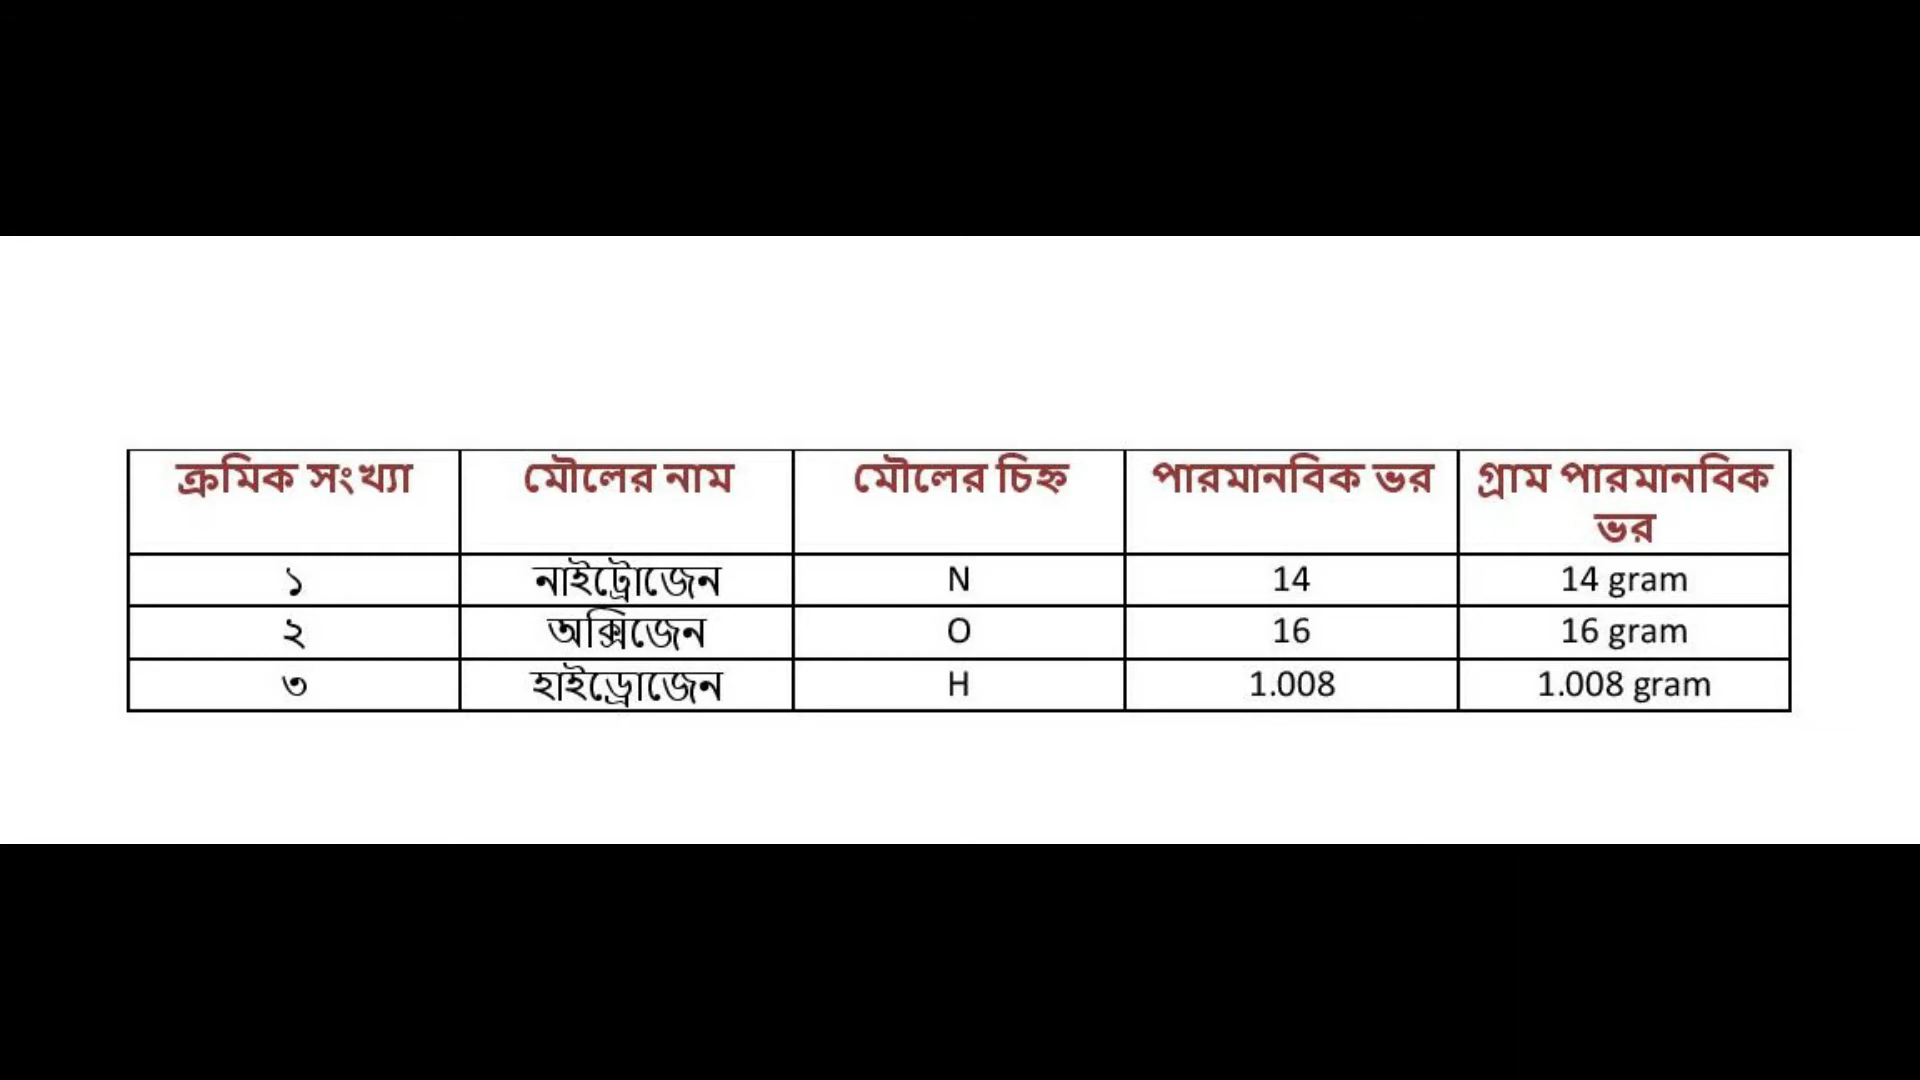 ক্রমিক সংখ্যা মৌলের নাম মৌলের চিহ্ন পারমানবিক ভর গ্রাম পারমানবিক ভর
১ নাইট্রোজেন N 14 14 gram
২ অক্সিজেন O 16 16 gram
৩ হাইড্রোজেন H 1.008 1.008 gram